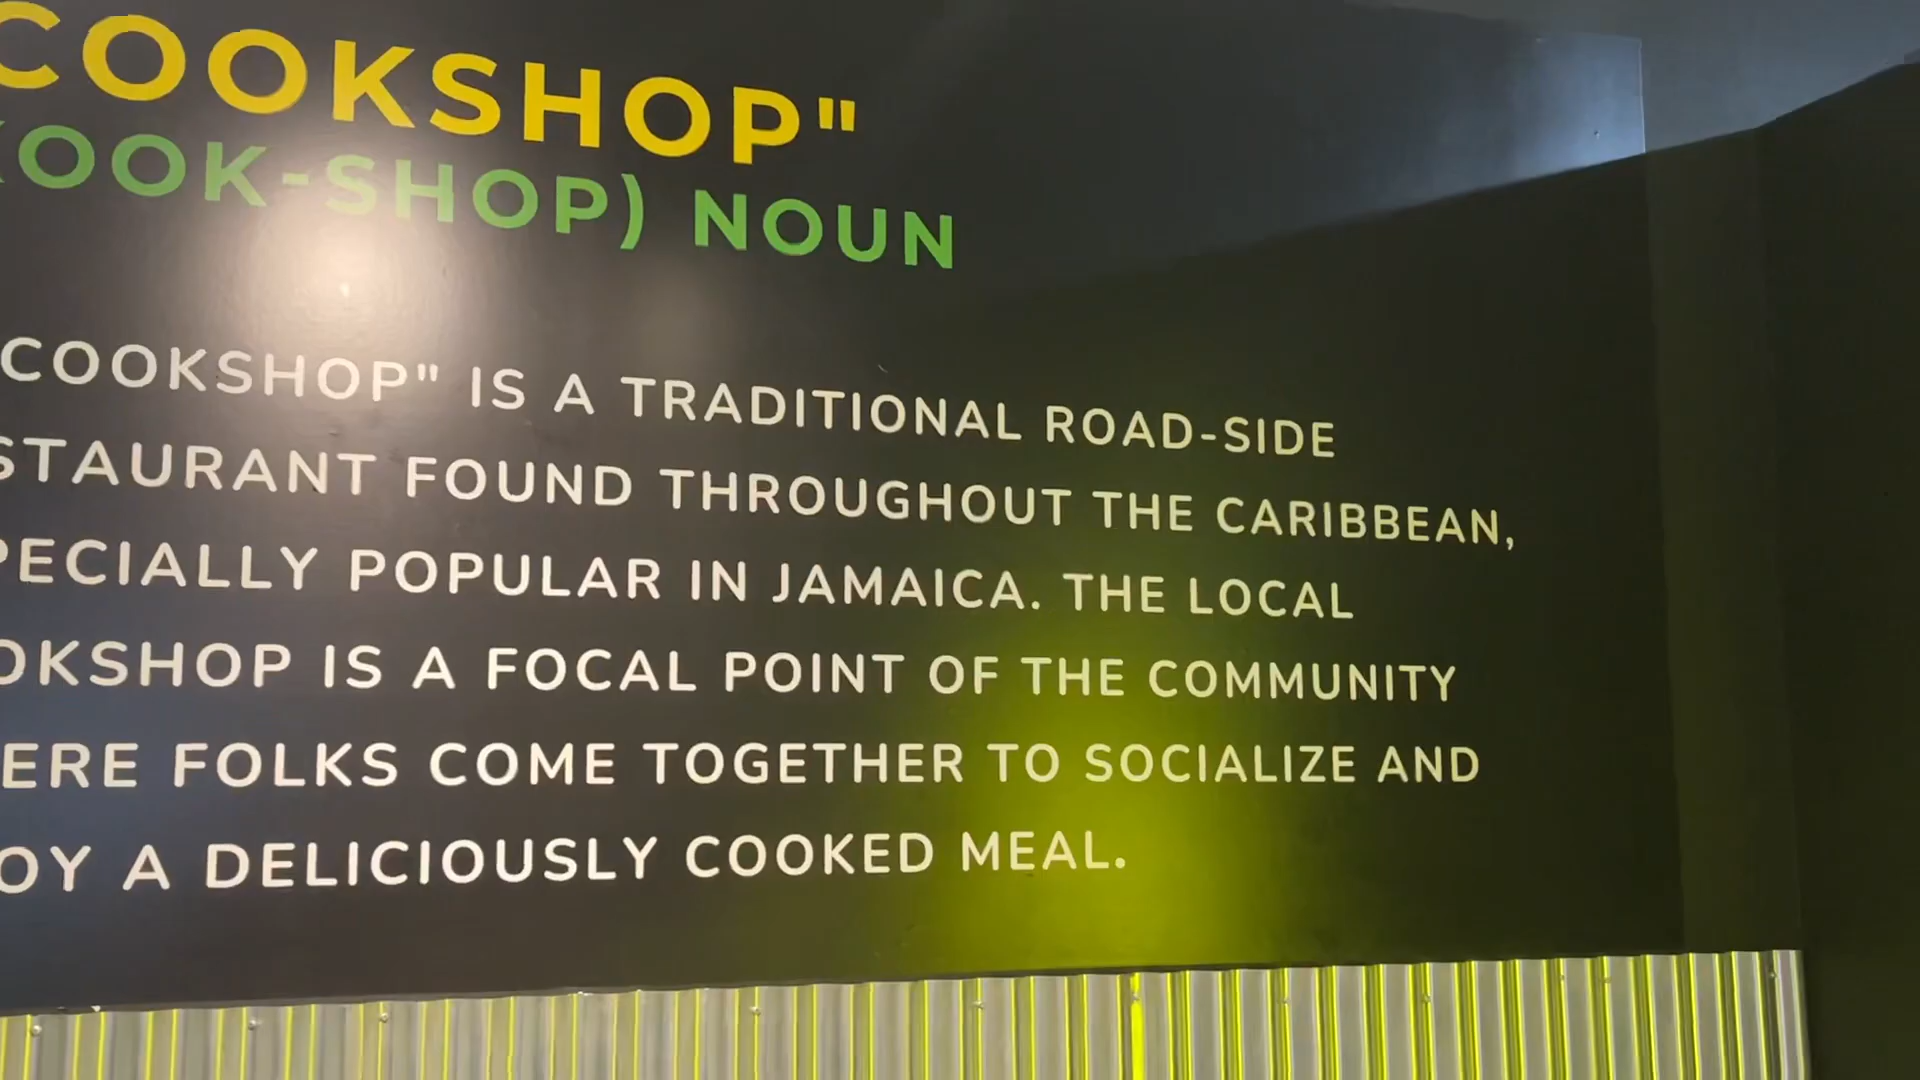 COOKSHOP"
KOOK-SHOP) NOUN
COOKSHOP" IS A TRADITIONAL ROAD-SIDE
STAURANT FOUND THROUGHOUT THE CARIBBEAN,
PECIALLY POPULAR IN JAMAICA. THE LOCAL
OKSHOP IS A FOCAL POINT OF THE COMMUNITY
ERE FOLKS COME TOGETHER TO SOCIALIZE AND
OY A DELICIOUSLY COOKED MEAL.